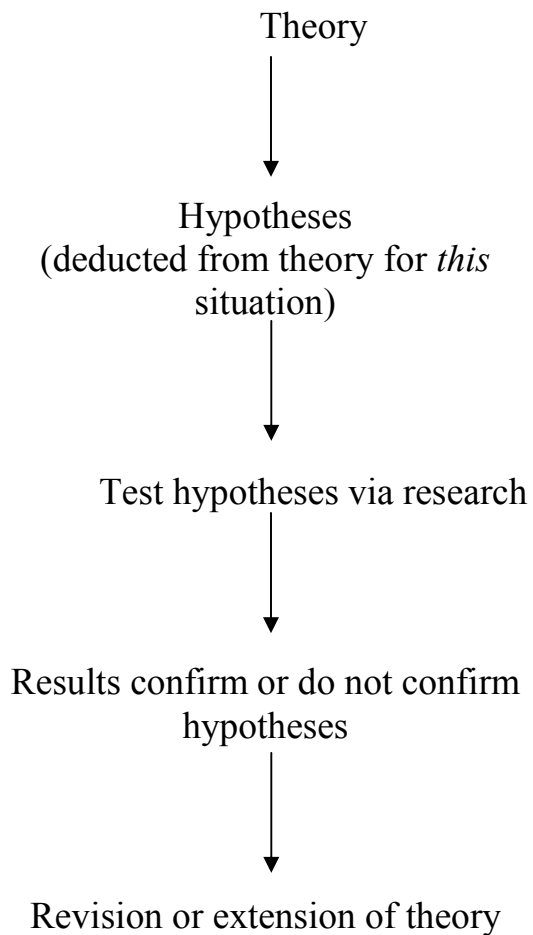 Theory
Hypotheses
(deducted from theory for this
situation)
Test hypotheses via research
Results confirm or do not confirm
hypotheses
Revision or extension of theory